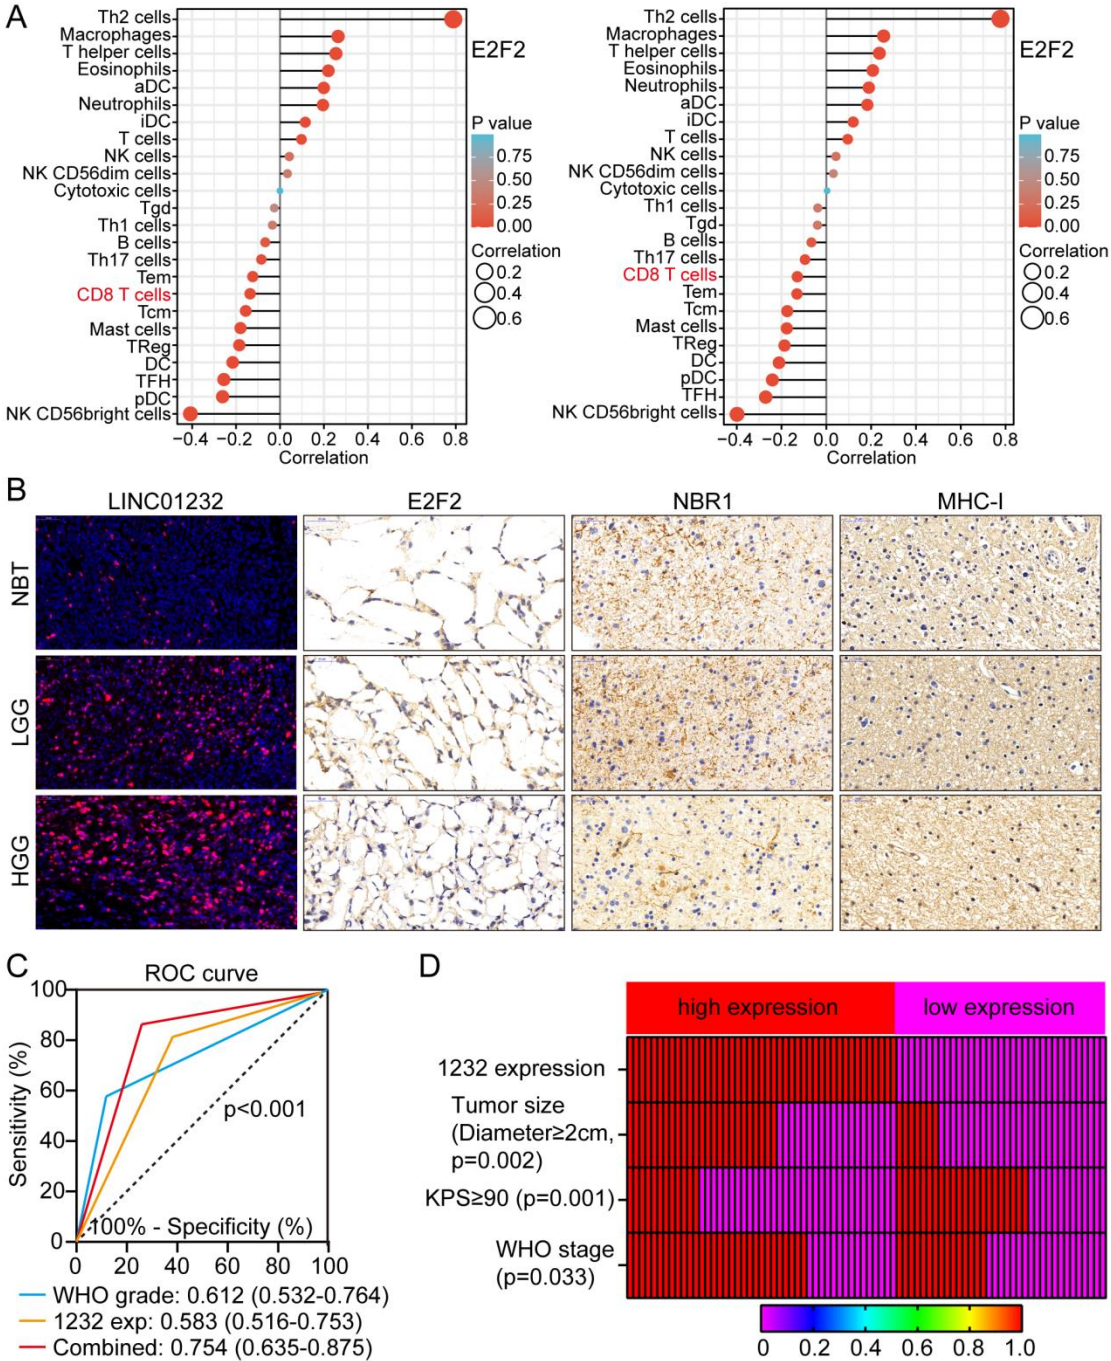 A
Th2 cells
Macrophages
T helper cells
Eosinophils
aDC
Neutrophils
iDC
T cells
NK cells
NK CD56dim cells
Cytotoxic cells
Tgd
Th1 cells
B cells
Th17 cells
Tem
CD8 T cells
Tcm
Mast cells
TReg
DC
TFH
pDC
NK CD56bright cells
−0.4 −0.2 0.0 0.2 0.4 0.6 0.8
Correlation
E2F2
P value
0.75
0.50
0.25
0.00
Correlation
0.2
0.4
0.6
Th2 cells
Macrophages
T helper cells
Eosinophils
Neutrophils
aDC
iDC
T cells
NK cells
NK CD56dim cells
Cytotoxic cells
Th1 cells
Tgd
B cells
Th17 cells
CD8 T cells
Tem
Tcm
Mast cells
TReg
DC
pDC
TFH
NK CD56bright cells
−0.4 −0.2 0.0 0.2 0.4 0.6 0.8
Correlation
E2F2
P value
0.75
0.50
0.25
0.00
Correlation
0.2
0.4
0.6
B
LINC01232 E2F2 NBR1 MHC-I
NBT
LGG
HGG
C
ROC curve
Sensitivity (%)
100
80
60
40
20
0
p<0.001
100% - Specificity (%)
0 20 40 60 80 100
WHO grade: 0.612 (0.532-0.764)
1232 exp: 0.583 (0.516-0.753)
Combined: 0.754 (0.635-0.875)
D
high expression low expression
1232 expression
Tumor size
(Diameter≥2cm,
p=0.002)
KPS≥90 (p=0.001)
WHO stage
(p=0.033)
0 0.2 0.4 0.6 0.8 1.0